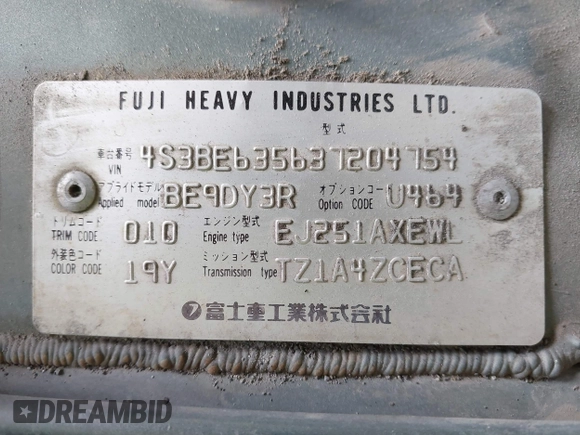 FUJI HEAVY INDUSTRIES LTD.
型式
車台番号 VIN 4S3BE635637204754
アプライドモデル Applied model BE9DY3R オプションコード Option CODE U464
トリムコード TRIM CODE 010 エンジン型式 Engine type EJ251AXEWL
外装色コード COLOR CODE 19Y ミッション型式 Transmission type TZ1A4ZCECA
富士重工業株式会社
DREAMBID